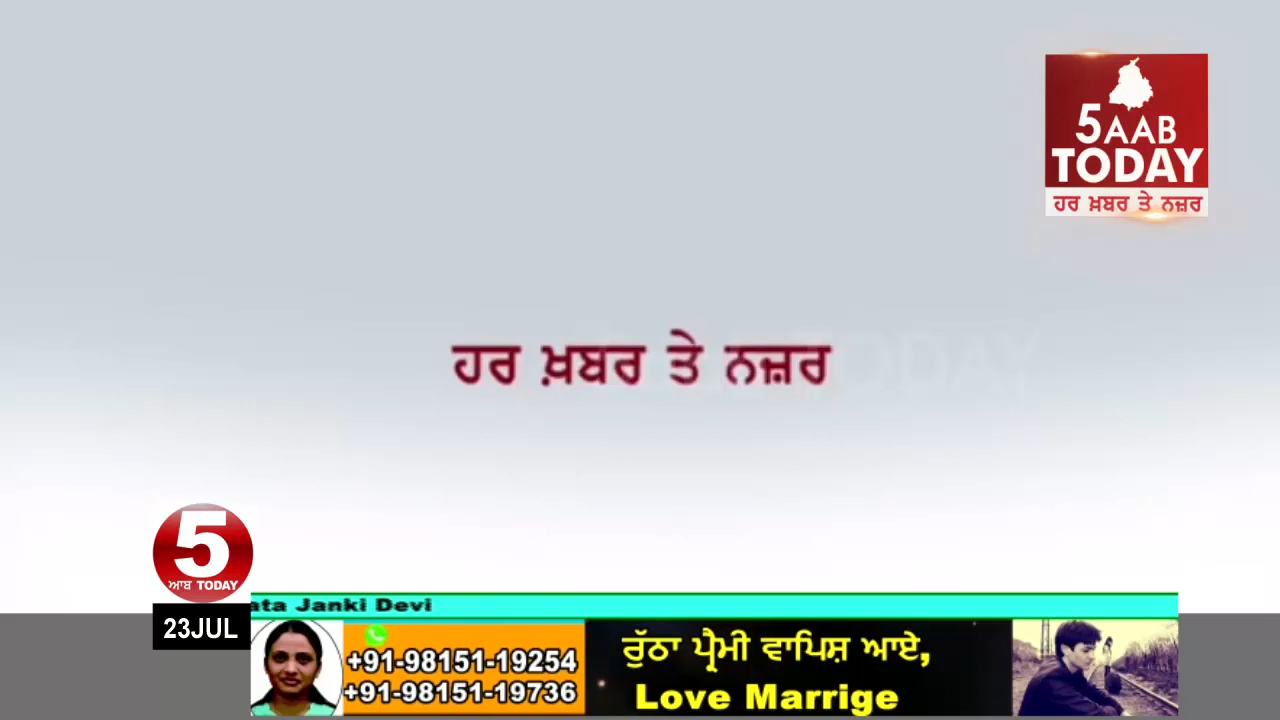 5AAB
TODAY
ਹਰ ਖ਼ਬਰ ਤੇ ਨਜ਼ਰ
ਹਰ ਖ਼ਬਰ ਤੇ ਨਜ਼ਰ
TODAY
5
ਆਬ TODAY
23JUL
ata Janki Devi
+91-98151-19254
+91-98151-19736
ਰੁੱਠਾ ਪ੍ਰੇਮੀ ਵਾਪਿਸ਼ ਆਏ,
Love Marrige